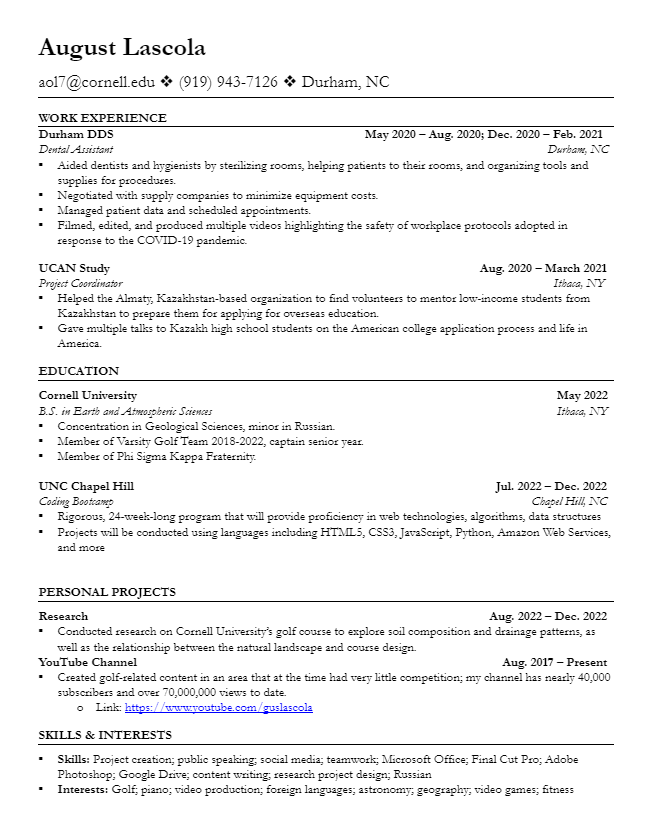 August Lascola
aol7@cornell.edu ❖ (919) 943-7126 ❖ Durham, NC
WORK EXPERIENCE
Durham DDS May 2020 – Aug. 2020; Dec. 2020 – Feb. 2021
Dental Assistant Durham, NC
▪ Aided dentists and hygienists by sterilizing rooms, helping patients to their rooms, and organizing tools and
supplies for procedures.
▪ Negotiated with supply companies to minimize equipment costs.
▪ Managed patient data and scheduled appointments.
▪ Filmed, edited, and produced multiple videos highlighting the safety of workplace protocols adopted in
response to the COVID-19 pandemic.
UCAN Study Aug. 2020 – March 2021
Project Coordinator Ithaca, NY
▪ Helped the Almaty, Kazakhstan-based organization to find volunteers to mentor low-income students from
Kazakhstan to prepare them for applying for overseas education.
▪ Gave multiple talks to Kazakh high school students on the American college application process and life in
America.
EDUCATION
Cornell University May 2022
B.S. in Earth and Atmospheric Sciences Ithaca, NY
▪ Concentration in Geological Sciences, minor in Russian.
▪ Member of Varsity Golf Team 2018-2022, captain senior year.
▪ Member of Phi Sigma Kappa Fraternity.
UNC Chapel Hill Jul. 2022 – Dec. 2022
Coding Bootcamp Chapel Hill, NC
▪ Rigorous, 24-week-long program that will provide proficiency in web technologies, algorithms, data structures
▪ Projects will be conducted using languages including HTML5, CSS3, JavaScript, Python, Amazon Web Services,
and more
PERSONAL PROJECTS
Research Aug. 2022 – Dec. 2022
▪ Conducted research on Cornell University's golf course to explore soil composition and drainage patterns, as
well as the relationship between the natural landscape and course design.
YouTube Channel Aug. 2017 – Present
▪ Created golf-related content in an area that at the time had very little competition; my channel has nearly 40,000
subscribers and over 70,000,000 views to date.
o Link: https://www.youtube.com/guslascola
SKILLS & INTERESTS
▪ Skills: Project creation; public speaking; social media; teamwork; Microsoft Office; Final Cut Pro; Adobe
Photoshop; Google Drive; content writing; research project design; Russian
▪ Interests: Golf; piano; video production; foreign languages; astronomy; geography; video games; fitness